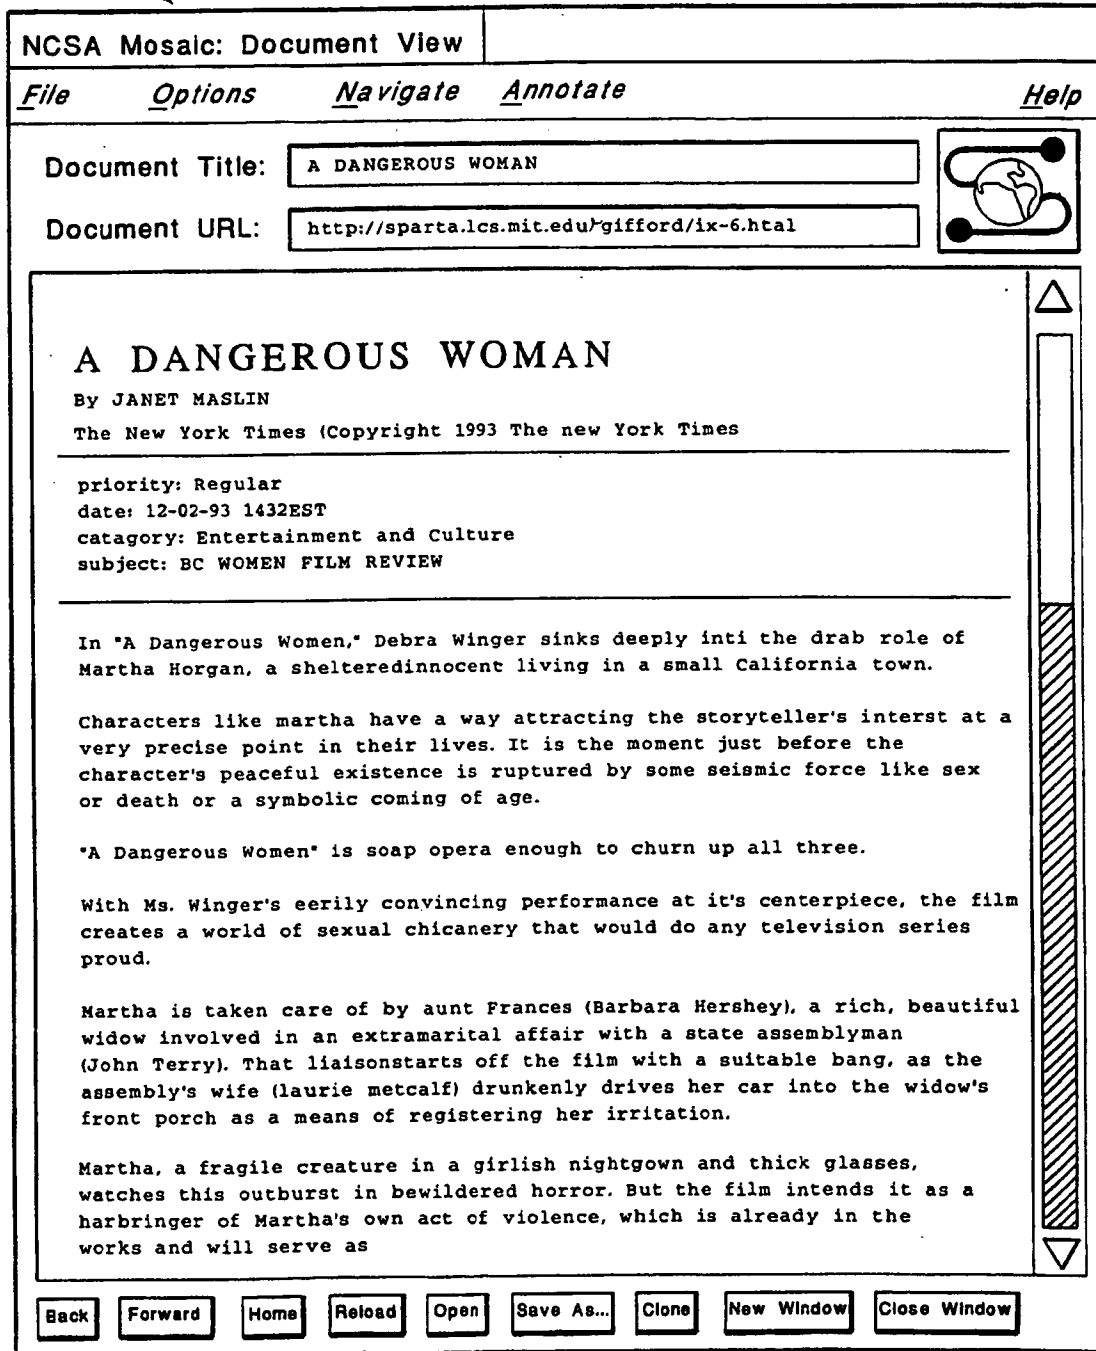 NCSA Mosaic: Document View
File Options Navigate Annotate Help
Document Title: A DANGEROUS WOMAN
Document URL: http://sparta.lcs.mit.edu/~gifford/ix-6.htal
A DANGEROUS WOMAN
By JANET MASLIN
The New York Times (Copyright 1993 The new York Times
priority: Regular
date: 12-02-93 1432EST
catagory: Entertainment and Culture
subject: BC WOMEN FILM REVIEW
In "A Dangerous Women," Debra Winger sinks deeply inti the drab role of
Martha Horgan, a shelteredinnocent living in a small California town.
Characters like martha have a way attracting the storyteller's interst at a
very precise point in their lives. It is the moment just before the
character's peaceful existence is ruptured by some seismic force like sex
or death or a symbolic coming of age.
"A Dangerous Women" is soap opera enough to churn up all three.
With Ms. Winger's eerily convincing performance at it's centerpiece, the film
creates a world of sexual chicanery that would do any television series
proud.
Martha is taken care of by aunt Frances (Barbara Hershey), a rich, beautiful
widow involved in an extramarital affair with a state assemblyman
(John Terry). That liaisonstarts off the film with a suitable bang, as the
assembly's wife (laurie metcalf) drunkenly drives her car into the widow's
front porch as a means of registering her irritation.
Martha, a fragile creature in a girlish nightgown and thick glasses,
watches this outburst in bewildered horror. But the film intends it as a
harbringer of Martha's own act of violence, which is already in the
works and will serve as
Back Forward Home Reload Open Save As... Clone New Window Close Window